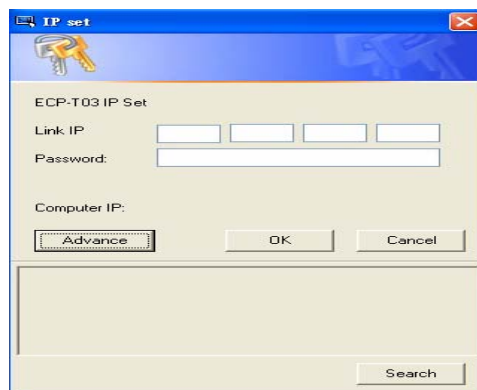 IP set
ECP-T03 IP Set
Link IP
Password:
Computer IP:
Advance OK Cancel
Search